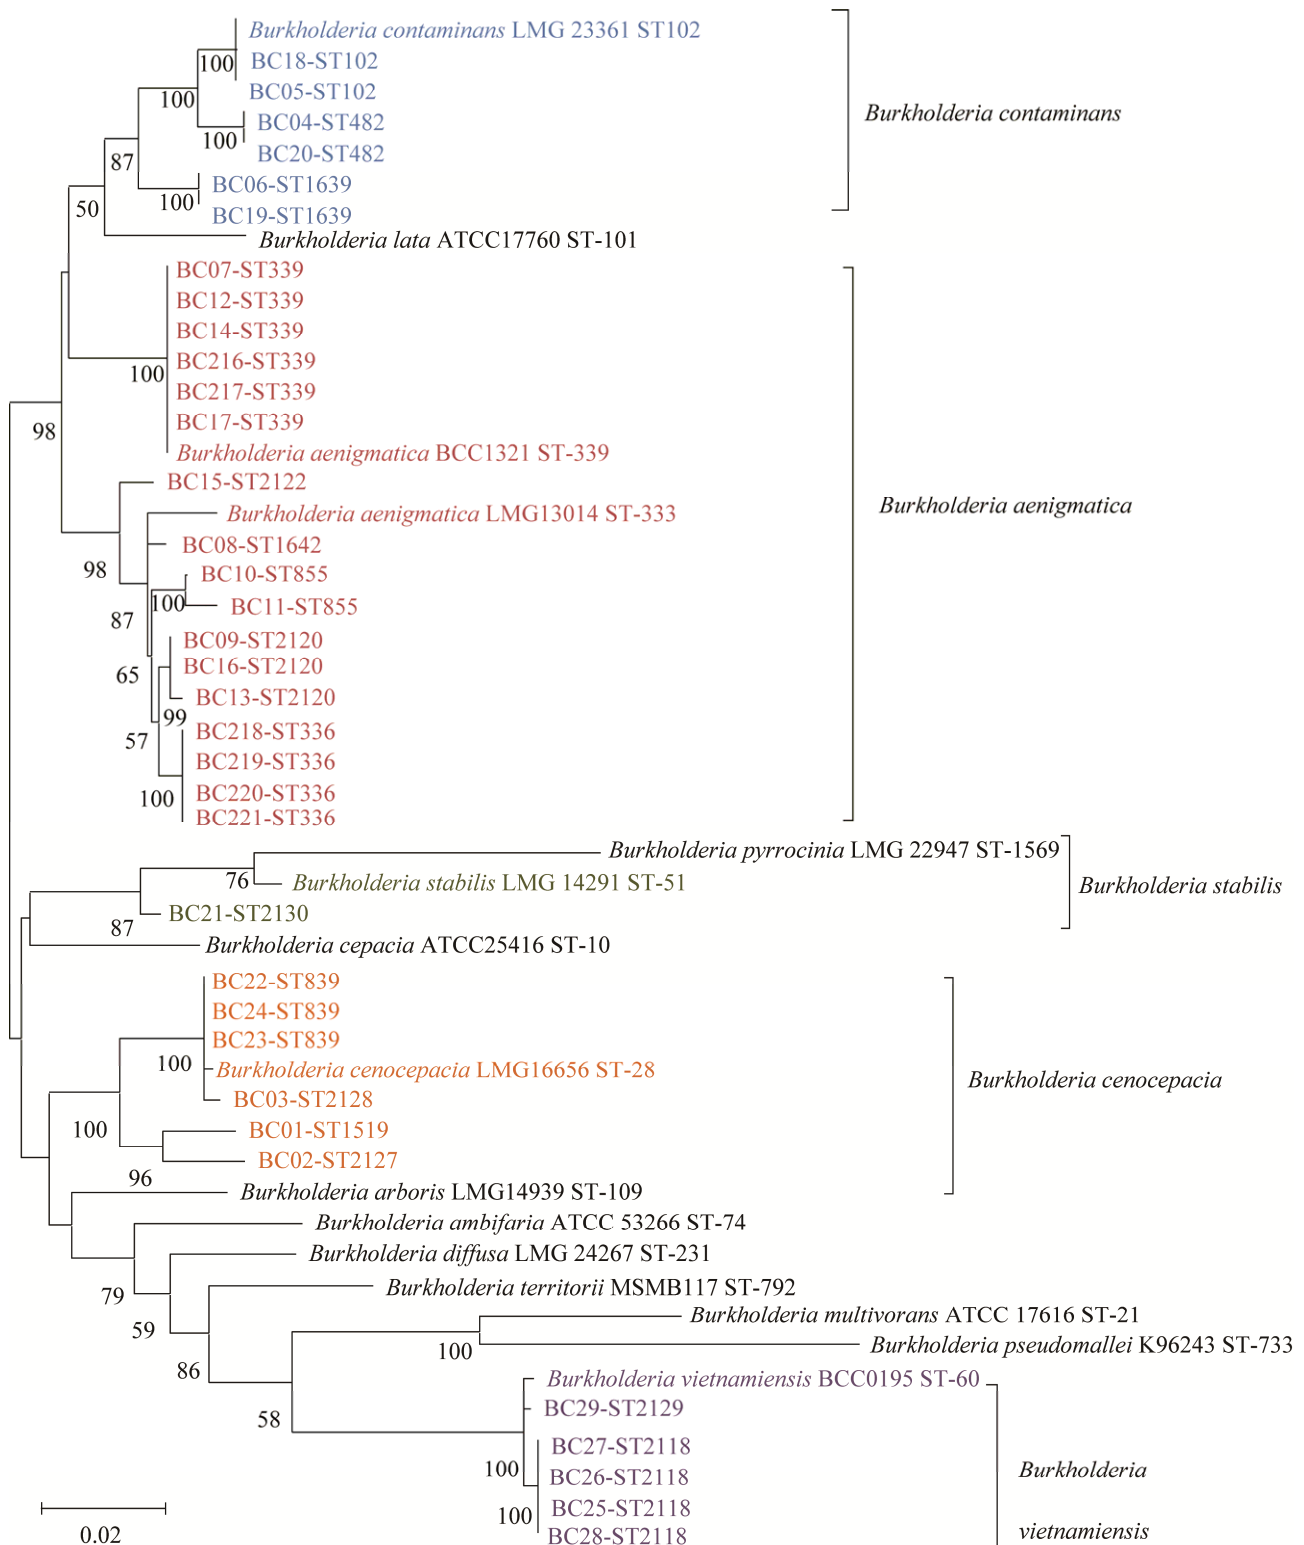 Burkholderia contaminans LMG 23361 ST102
100
BC18-ST102
100
BC05-ST102
Burkholderia contaminans
BC04-ST482
100
BC20-ST482
87
BC06-ST1639
100
BC19-ST1639
50
Burkholderia lata ATCC17760 ST-101
BC07-ST339
BC12-ST339
BC14-ST339
BC216-ST339
100
BC217-ST339
BC17-ST339
98
Burkholderia aenigmatica BCC1321 ST-339
BC15-ST2122
Burkholderia aenigmatica
Burkholderia aenigmatica LMG13014 ST-333
BC08-ST1642
98
BC10-ST855
100
BC11-ST855
87
BC09-ST2120
BC16-ST2120
65
BC13-ST2120
99
BC218-ST336
57
BC219-ST336
BC220-ST336
100
BC221-ST336
Burkholderia pyrrocinia LMG 22947 ST-1569
76
Burkholderia stabilis LMG 14291 ST-51
Burkholderia stabilis
BC21-ST2130
87
Burkholderia cepacia ATCC25416 ST-10
BC22-ST839
BC24-ST839
BC23-ST839
100
Burkholderia cenocepacia LMG16656 ST-28
Burkholderia cenocepacia
BC03-ST2128
100
BC01-ST1519
BC02-ST2127
96
Burkholderia arboris LMG14939 ST-109
Burkholderia ambifaria ATCC 53266 ST-74
Burkholderia diffusa LMG 24267 ST-231
79
Burkholderia territorii MSMB117 ST-792
59
Burkholderia multivorans ATCC 17616 ST-21
100
Burkholderia pseudomallei K96243 ST-733
86
Burkholderia vietnamiensis BCC0195 ST-60
58
BC29-ST2129
BC27-ST2118
100
Burkholderia
BC26-ST2118
100
BC25-ST2118
vietnamiensis
BC28-ST2118
0.02